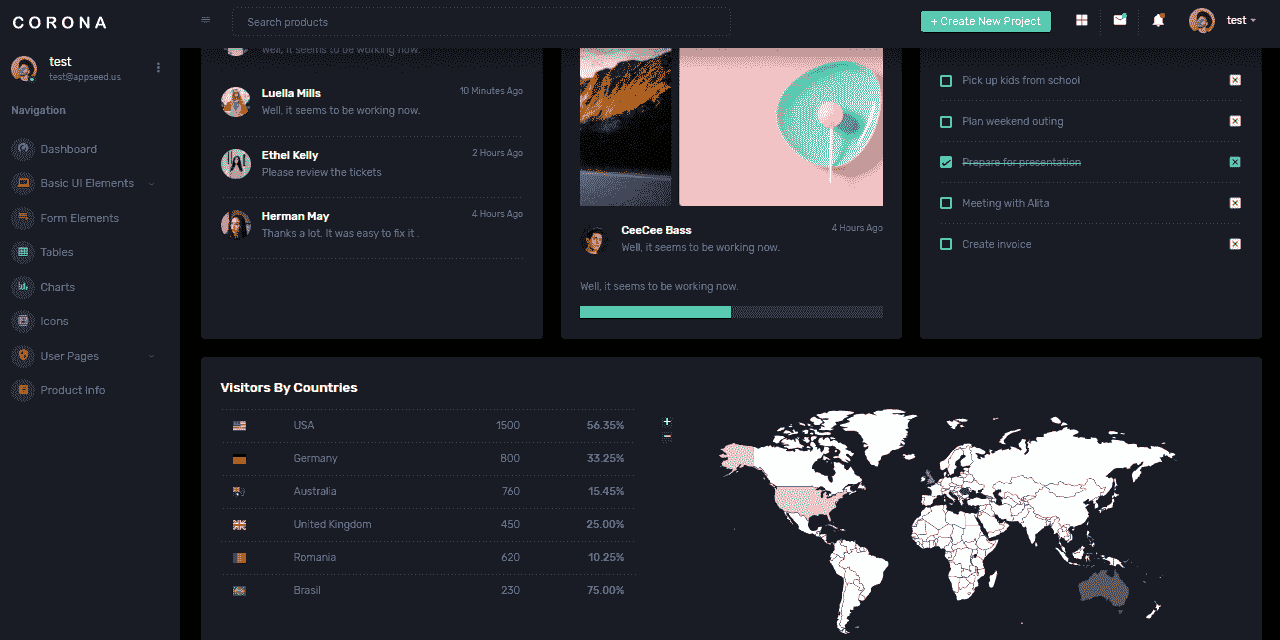 CORONA
Search products
+ Create New Project
test
test
test@appseed.us
Navigation
Dashboard
Basic UI Elements
Form Elements
Tables
Charts
Icons
User Pages
Product Info
Well, it seems to be working now.
Luella Mills
10 Minutes Ago
Well, it seems to be working now.
Ethel Kelly
2 Hours Ago
Please review the tickets
Herman May
4 Hours Ago
Thanks a lot. It was easy to fix it .
CeeCee Bass
4 Hours Ago
Well, it seems to be working now.
Well, it seems to be working now.
Pick up kids from school
Plan weekend outing
Prepare for presentation
Meeting with Alita
Create invoice
Visitors By Countries
USA 1500 56.35%
Germany 800 33.25%
Australia 760 15.45%
United Kingdom 450 25.00%
Romania 620 10.25%
Brasil 230 75.00%
+
−